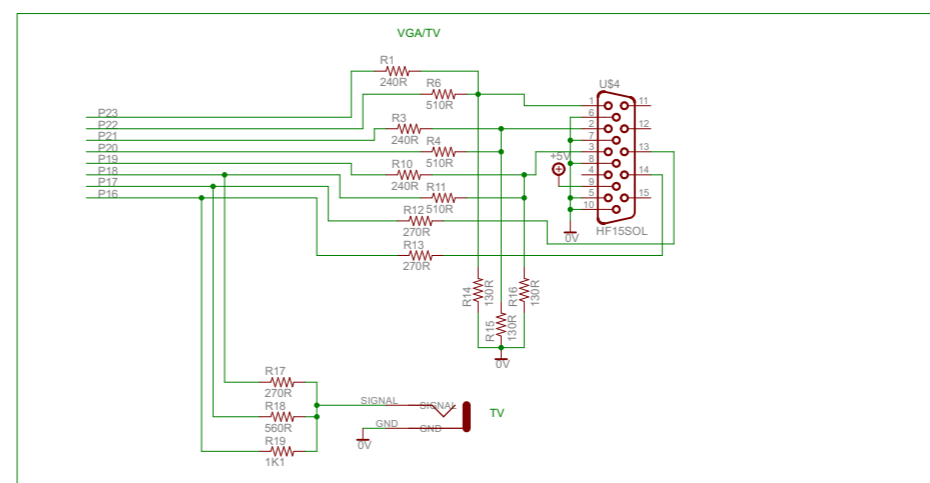 VGA/TV
R1
240R
R6
510R
U$4
P23
P22
P21
P20
P19
P18
P17
P16
R3
240R
R4
510R
R10
240R
R11
510R
R12
270R
R13
270R
+5V
1
6
2
7
3
8
4
9
5
10
11
12
13
14
15
HF15SOL
0V
R14
130R
R15
130R
R16
130R
0V
R17
270R
R18
560R
R19
1K1
SIGNAL
SIGNAL
GND
GND
0V
TV